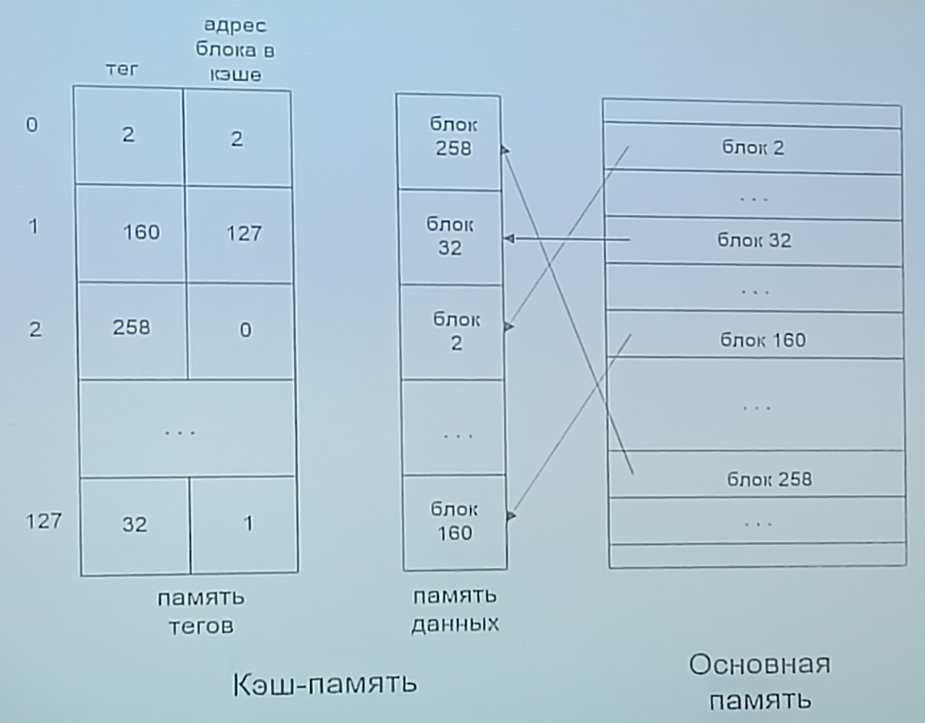 адрес
блока в
кэше
тег
0
2
2
1
160
127
2
258
0
...
127
32
1
память
тегов
блок
258
блок
32
блок
2
...
блок
160
память
данных
Кэш-память
блок 2
...
блок 32
...
блок 160
...
блок 258
...
Основная
память